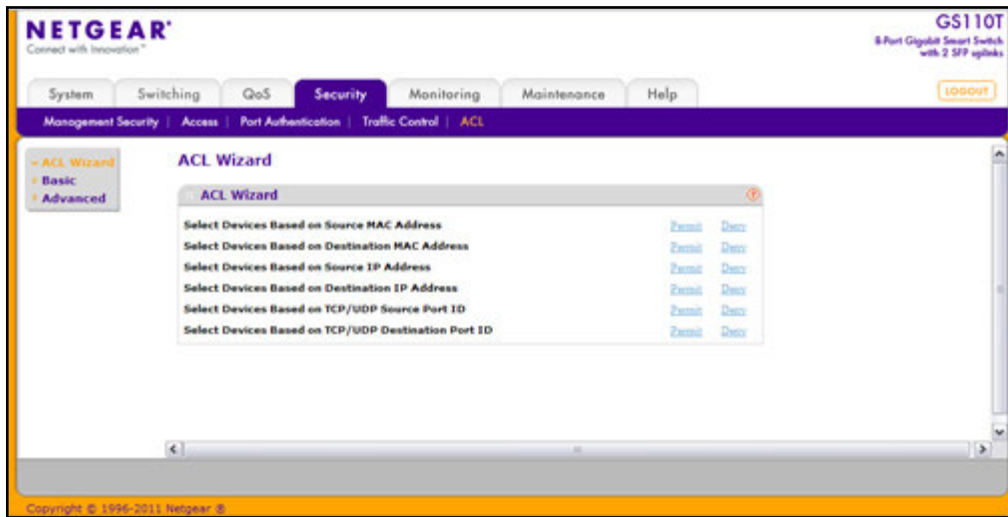 NETGEAR®
Connect with Innovation™
GS110T
8-Port Gigabit Smart Switch
with 2 SFP uplinks
System Switching QoS Security Monitoring Maintenance Help LOGOUT
Management Security | Access | Port Authentication | Traffic Control | ACL
ACL Wizard
Basic
Advanced
ACL Wizard
ACL Wizard ?
Select Devices Based on Source MAC Address Permit Deny
Select Devices Based on Destination MAC Address Permit Deny
Select Devices Based on Source IP Address Permit Deny
Select Devices Based on Destination IP Address Permit Deny
Select Devices Based on TCP/UDP Source Port ID Permit Deny
Select Devices Based on TCP/UDP Destination Port ID Permit Deny
Copyright © 1996-2011 Netgear ®